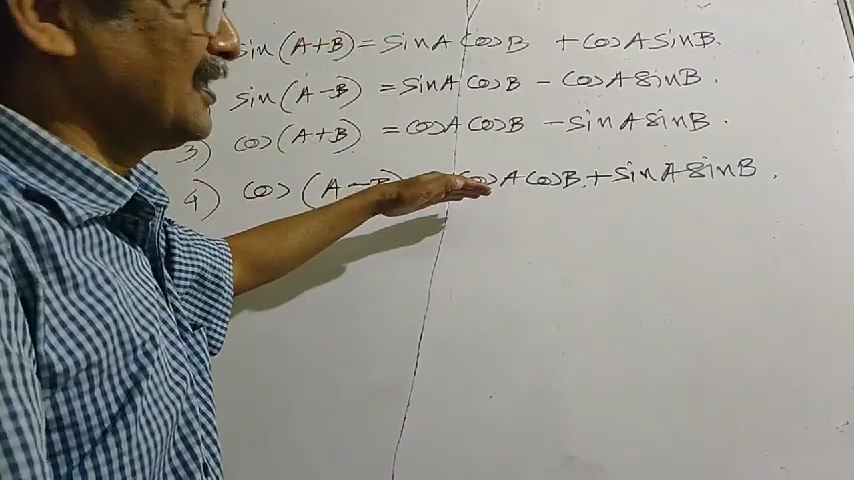 sin(A+B) = sinA cosB + cosA sinB.
sin(A-B) = sinA cosB - cosA sinB.
3) cos(A+B) = cosA cosB - sinA sinB.
4) cos(A-B) cosA cosB + sinA sinB.